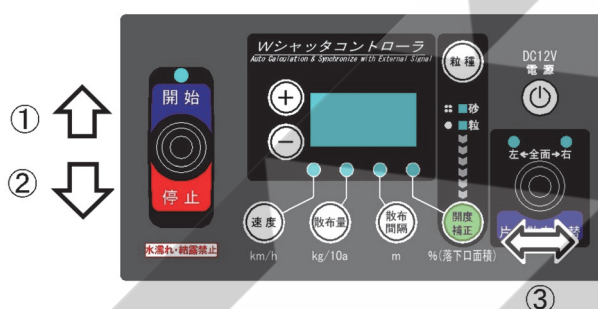 ①
②
開始
停止
水濡れ・結露禁止
Wシャッタコントローラ
Auto Calculation & Synchronize with External Signal
+
−
粒種
砂
粒
速度
散布量
散布
間隔
開度
補正
km/h
kg/10a
m
%(落下口面積)
DC12V
電源
左←全面→右
片
替
③